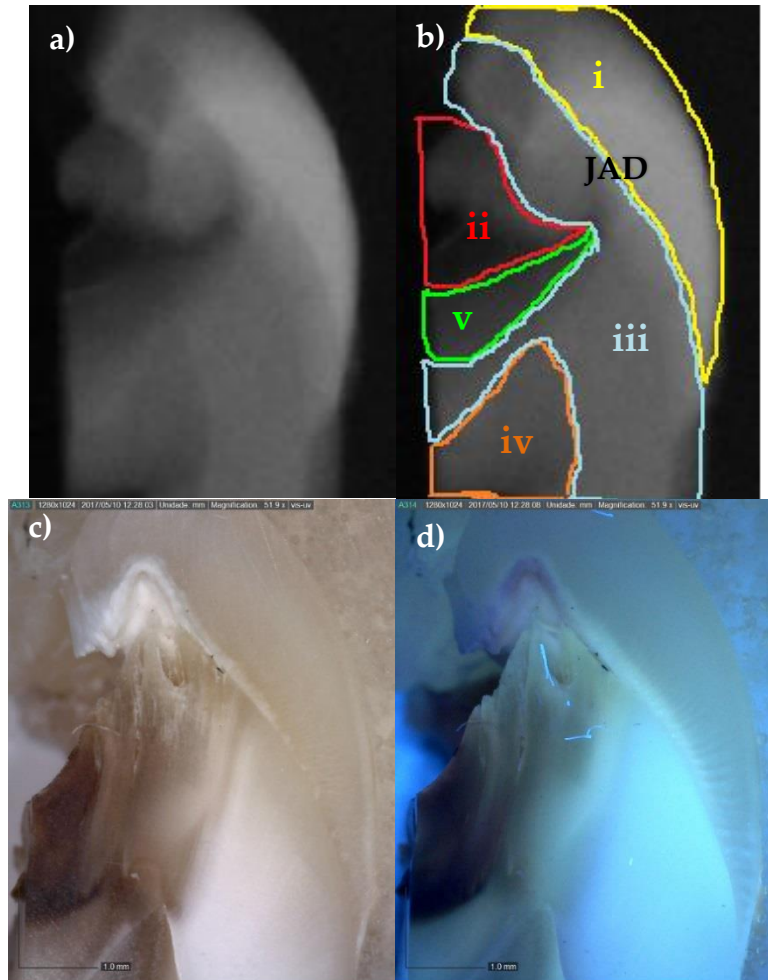 a)
b)
i
JAD
ii
v
iii
iv
A313 1280x1024 2017/05/10 12:28:03 Unidade: mm Magnification: 51.9 x vis-uv
A314 1280x1024 2017/05/10 12:28:08 Unidade: mm Magnification: 51.9 x vis-uv
c)
d)
1.0 mm
1.0 mm